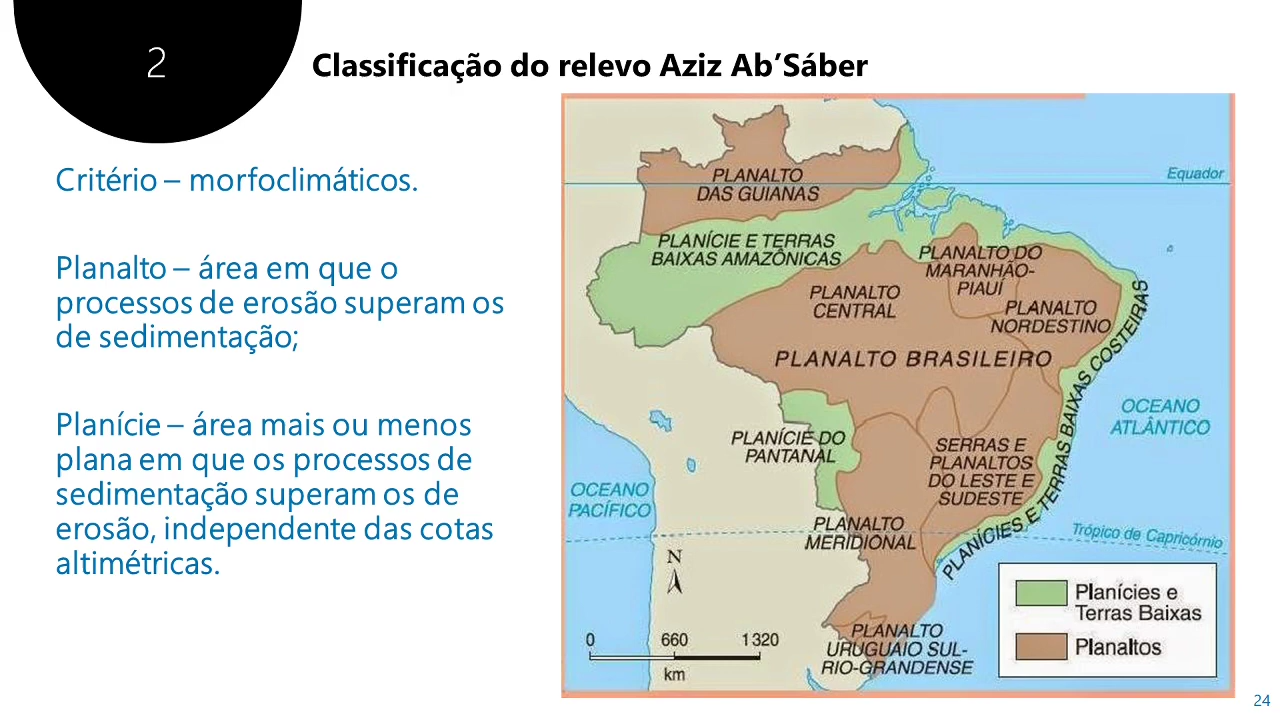 2
Classificação do relevo Aziz Ab’Sáber
Critério – morfoclimáticos.
Planalto – área em que o
processos de erosão superam os
de sedimentação;
Planície – área mais ou menos
plana em que os processos de
sedimentação superam os de
erosão, independente das cotas
altimétricas.
Equador
PLANALTO
DAS GUIANAS
PLANÍCIE E TERRAS
BAIXAS AMAZÔNICAS
PLANALTO DO
MARANHÃO-
PIAUÍ
PLANALTO
CENTRAL
PLANALTO
NORDESTINO
PLANALTO BRASILEIRO
PLANÍCIES E TERRAS BAIXAS COSTEIRAS
OCEANO
ATLÂNTICO
PLANÍCIE DO
PANTANAL
SERRAS E
PLANALTOS
DO LESTE E
SUDESTE
OCEANO
PACÍFICO
PLANALTO
MERIDIONAL
Trópico de Capricórnio
N
0 660 1 320
km
PLANALTO
URUGUAIO SUL-
RIO-GRANDENSE
Planícies e
Terras Baixas
Planaltos
24